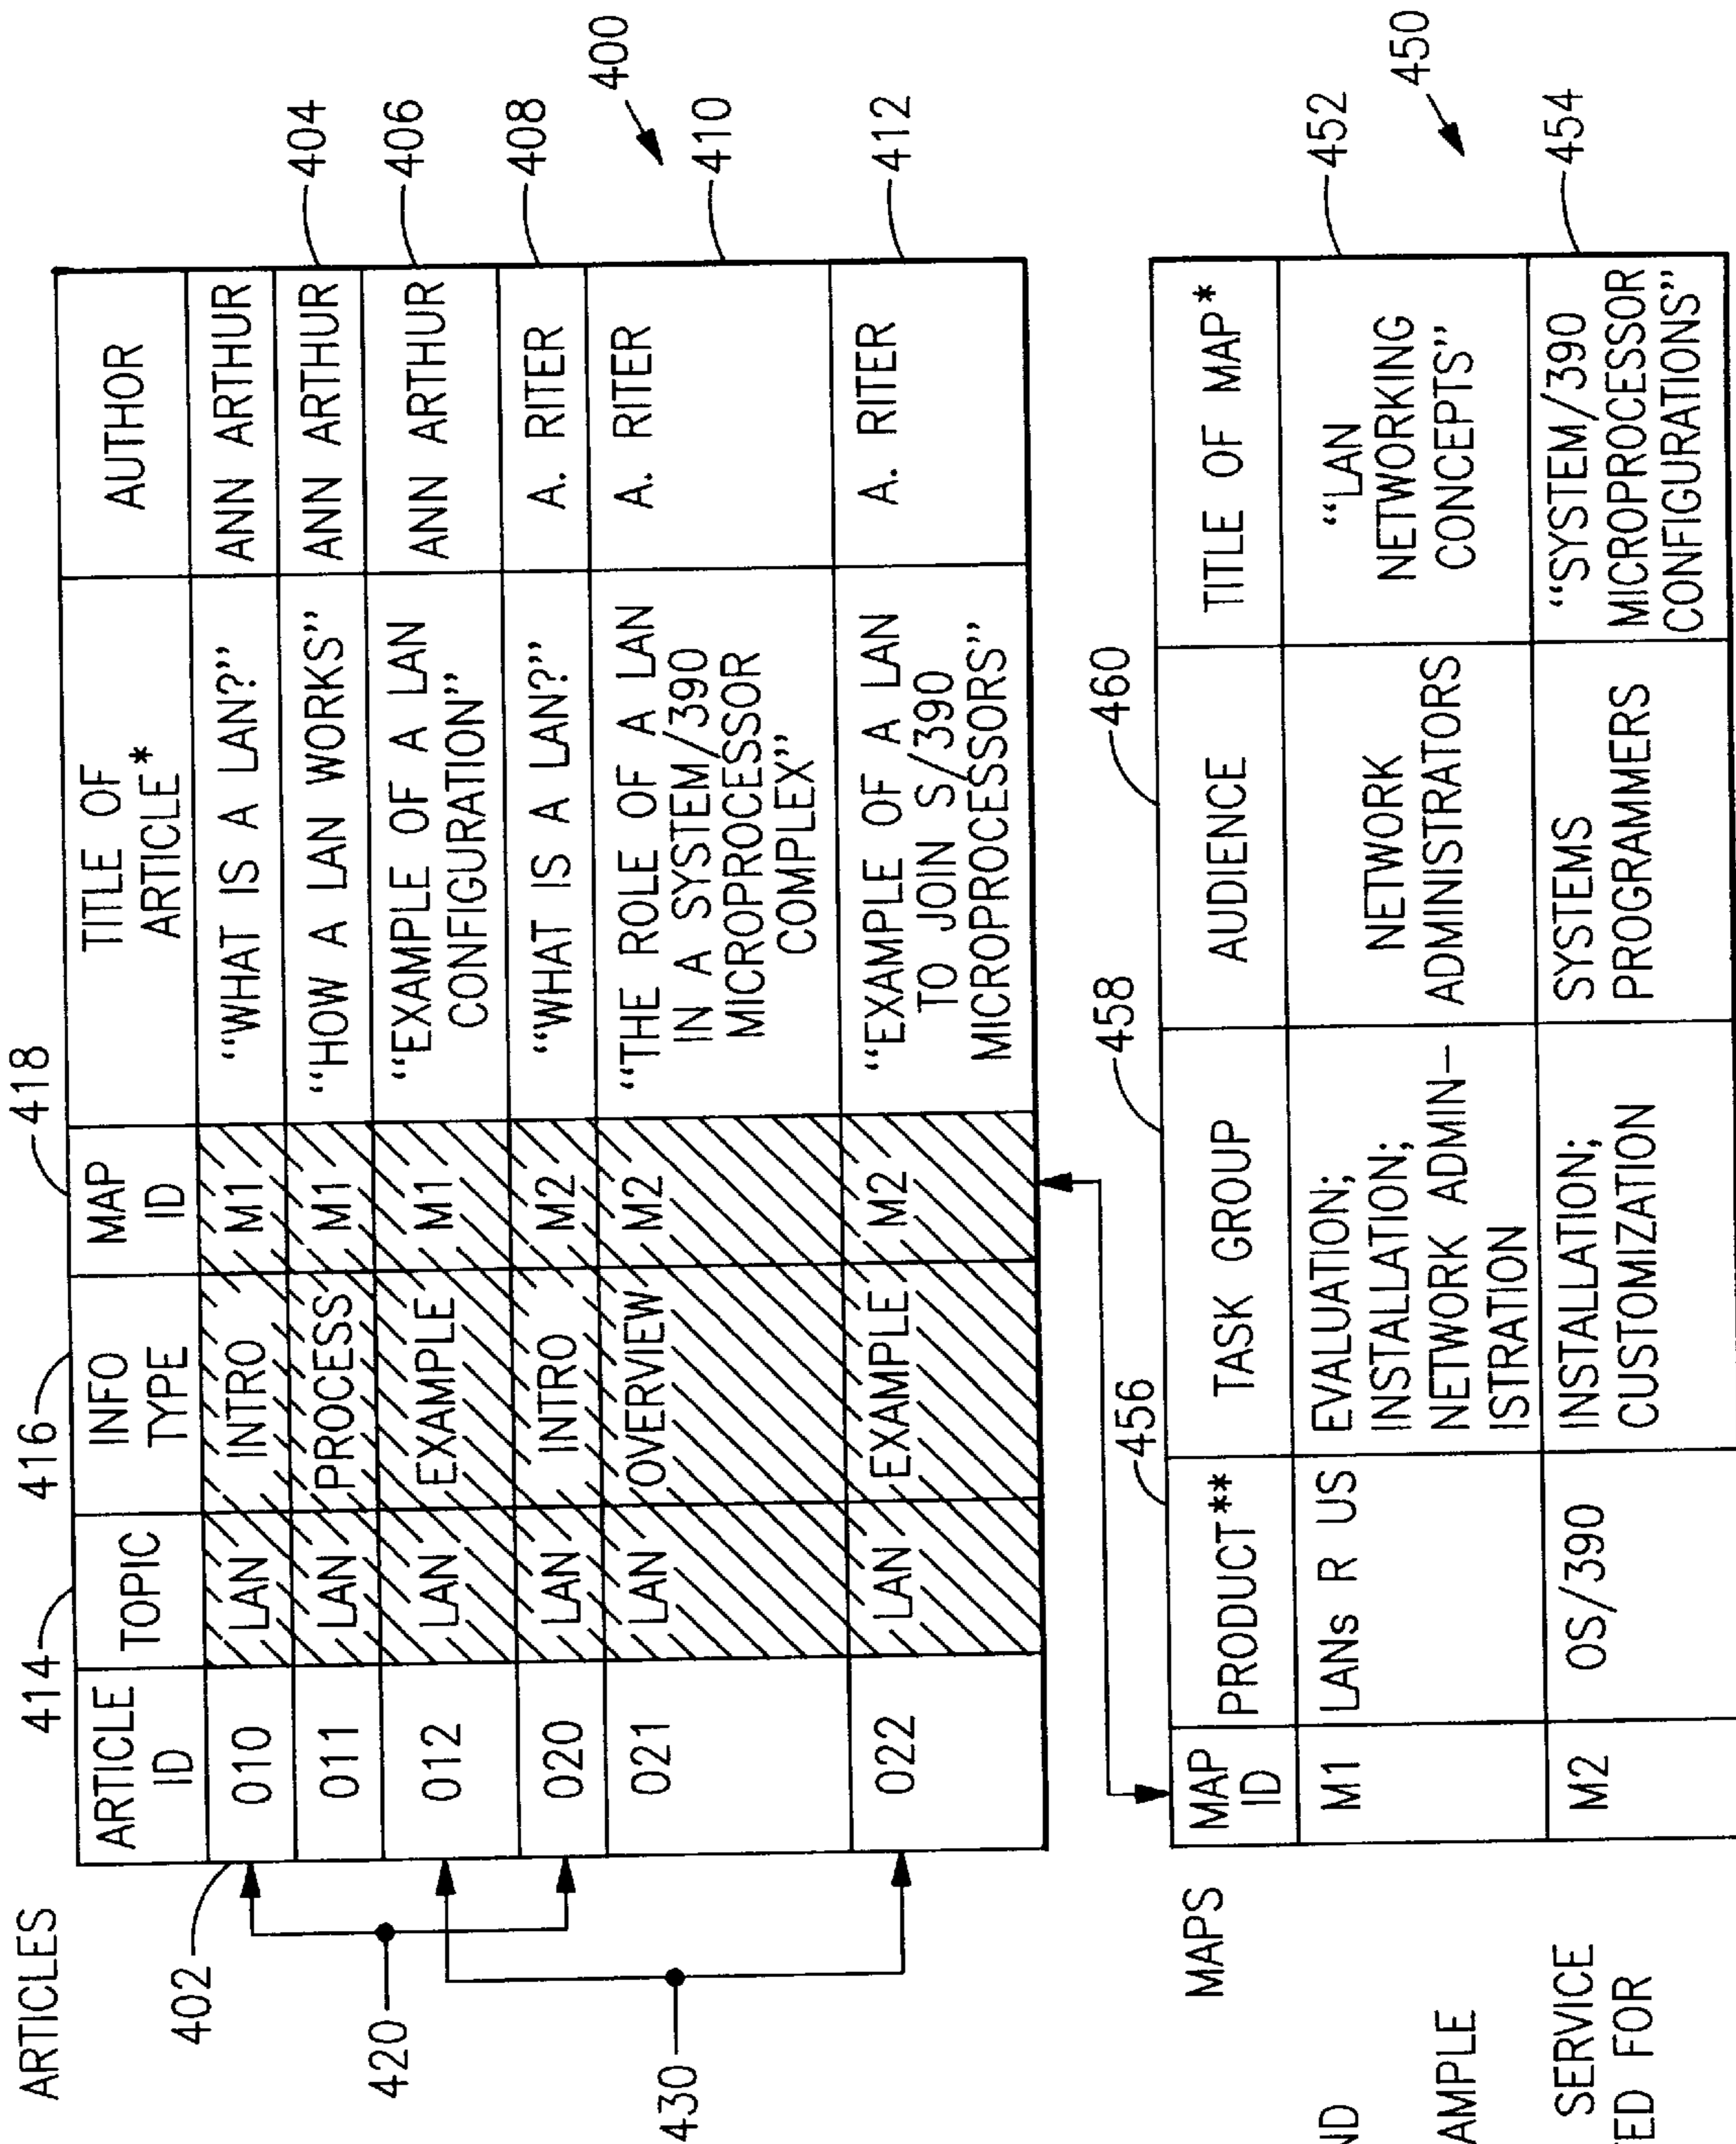 ARTICLES
418
416
414
ARTICLE ID TOPIC INFO TYPE MAP ID TITLE OF ARTICLE* AUTHOR
402
010 LAN INTRO M1 “WHAT IS A LAN?” ANN ARTHUR
011 LAN PROCESS M1 “HOW A LAN WORKS” ANN ARTHUR 404
012 LAN EXAMPLE M1 “EXAMPLE OF A LAN CONFIGURATION” ANN ARTHUR 406
020 LAN INTRO M2 “WHAT IS A LAN?” A. RITER 408
021 LAN OVERVIEW M2 “THE ROLE OF A LAN
IN A SYSTEM/390
MICROPROCESSOR
COMPLEX” A. RITER 410
022 LAN EXAMPLE M2 “EXAMPLE OF A LAN
TO JOIN S/390
MICROPROCESSORS” A. RITER 412
400
420
430
MAPS
456
458
460
MAP ID PRODUCT** TASK GROUP AUDIENCE TITLE OF MAP*
M1 LANs R US EVALUATION;
INSTALLATION;
NETWORK ADMIN-
ISTRATION NETWORK
ADMINISTRATORS “LAN
NETWORKING
CONCEPTS” 452
M2 OS/390 INSTALLATION;
CUSTOMIZATION SYSTEMS
PROGRAMMERS “SYSTEM/390
MICROPROCESSOR
CONFIGURATIONS” 454
450
ND
AMPLE
SERVICE
TED FOR